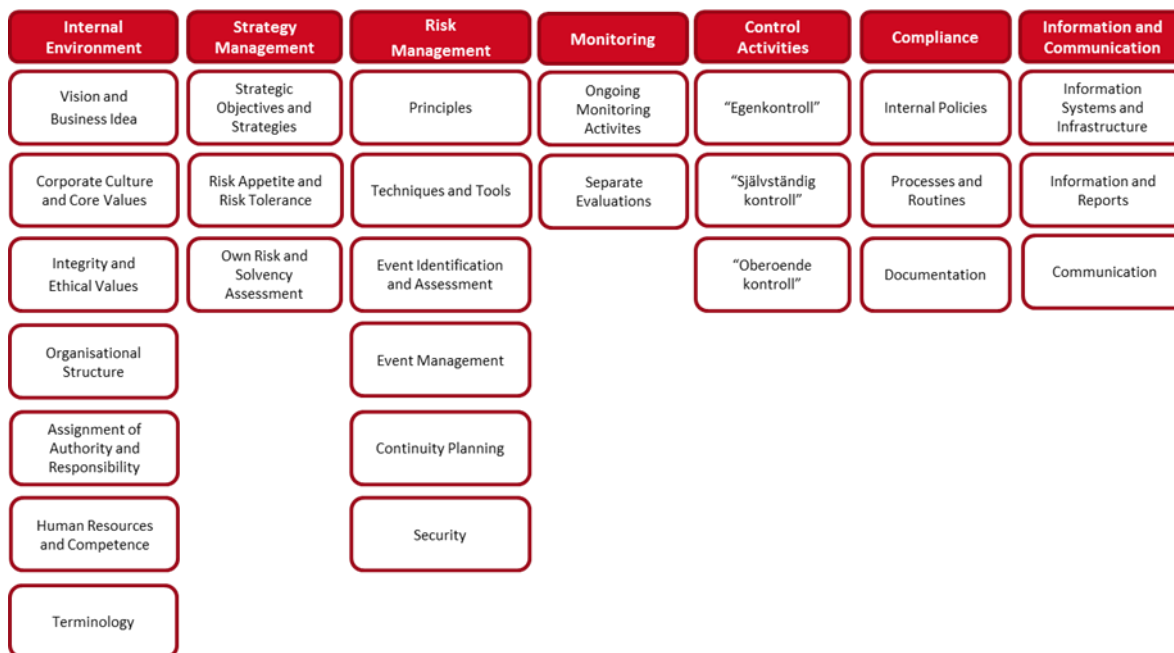 Internal
Environment
Vision and
Business Idea
Corporate Culture
and Core Values
Integrity and
Ethical Values
Organisational
Structure
Assignment of
Authority and
Responsibility
Human Resources
and Competence
Terminology
Strategy
Management
Strategic
Objectives and
Strategies
Risk Appetite and
Risk Tolerance
Own Risk and
Solvency
Assessment
Risk
Management
Principles
Techniques and Tools
Event Identification
and Assessment
Event Management
Continuity Planning
Security
Monitoring
Ongoing
Monitoring
Activites
Separate
Evaluations
Control
Activities
“Egenkontroll”
“Självständig
kontroll”
“Oberoende
kontroll”
Compliance
Internal Policies
Processes and
Routines
Documentation
Information and
Communication
Information
Systems and
Infrastructure
Information and
Reports
Communication